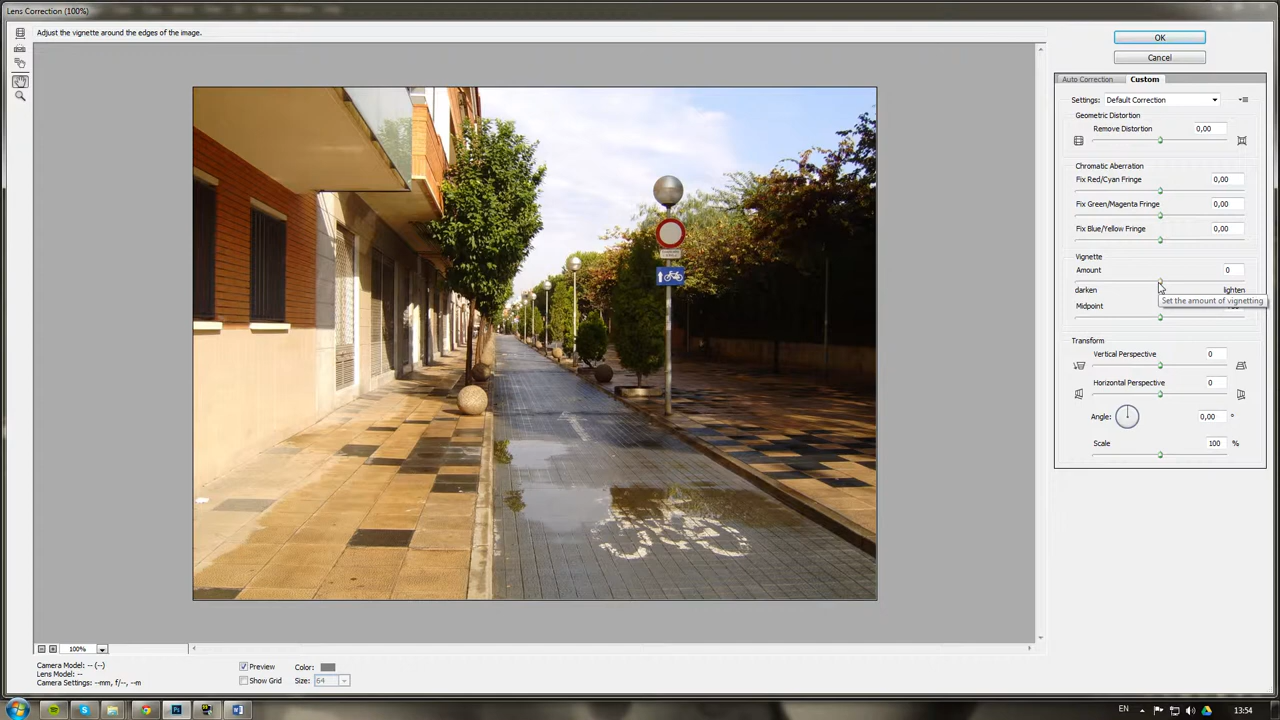 Lens Correction (100%)
Adjust the vignette around the edges of the image.
OK
Cancel
Auto Correction Custom
Settings: Default Correction
Geometric Distortion
Remove Distortion 0,00
Chromatic Aberration
Fix Red/Cyan Fringe 0,00
Fix Green/Magenta Fringe 0,00
Fix Blue/Yellow Fringe 0,00
Vignette
Amount 0
darken lighten
Set the amount of vignetting
Midpoint
Transform
Vertical Perspective 0
Horizontal Perspective 0
Angle: 0,00 °
Scale 100 %
100%
Camera Model: -- (--)
Lens Model: --
Camera Settings: --mm, f/--, --m
Preview Color:
Show Grid Size: 64
EN 13:54